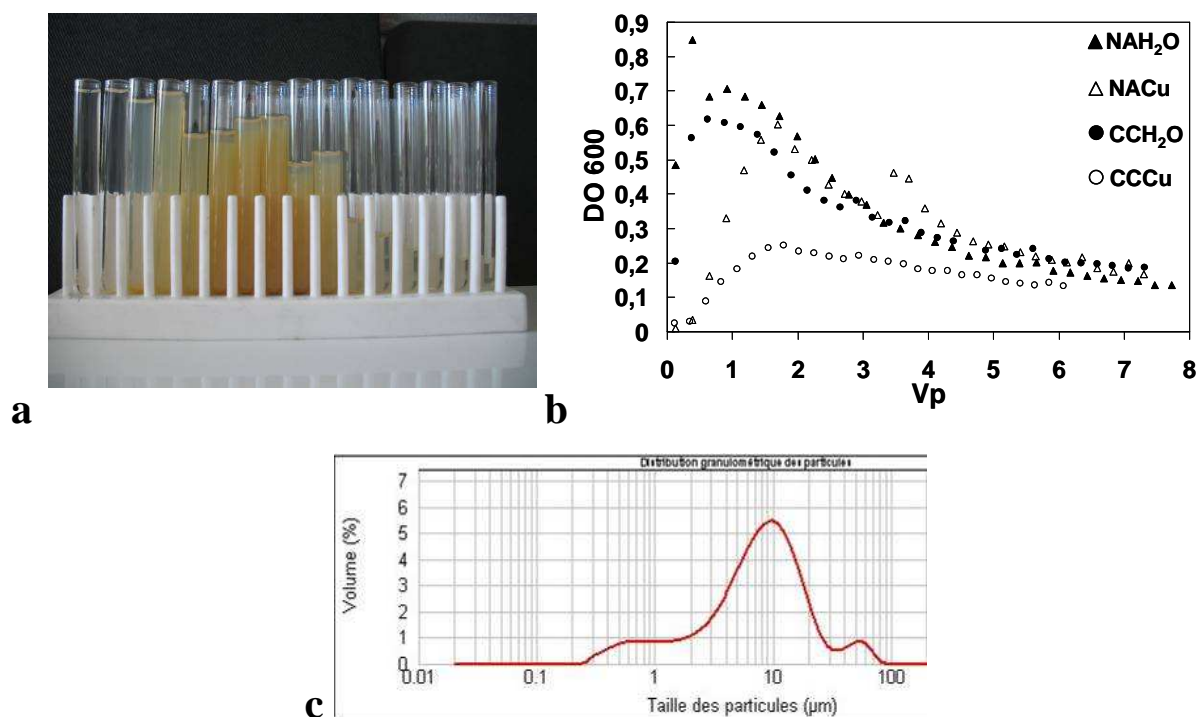 0,9
0,8
0,7
0,6
0,5
0,4
0,3
0,2
0,1
0
DO 600
0 1 2 3 4 5 6 7 8
Vp
▲ NAH₂O
△ NACu
● CCH₂O
○ CCCu
a
b
Distribution granulométrique des particules
7
6
5
4
3
2
1
0
Volume (%)
0.01 0.1 1 10 100
Taille des particules (µm)
c